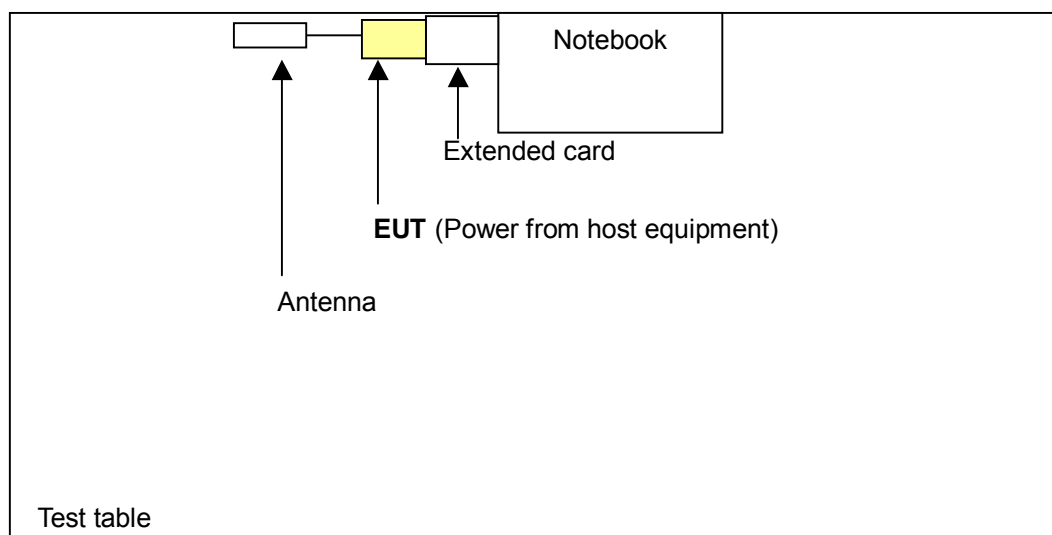 Notebook
Extended card
EUT (Power from host equipment)
Antenna
Test table